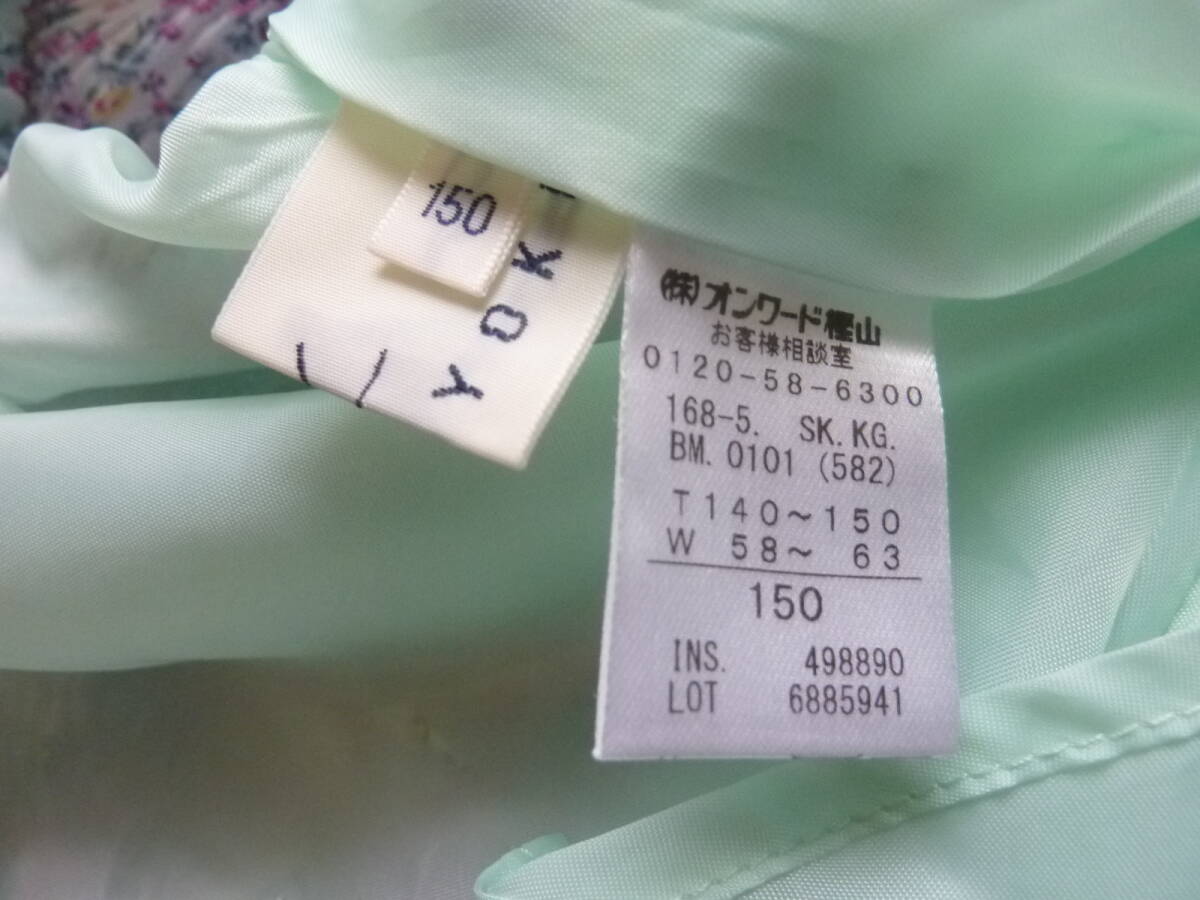 150
YOK
(株)オンワード樫山
お客様相談室
0120-58-6300
168-5. SK.KG.
BM.0101 (582)
T140~150
W 58~ 63
150
INS. 498890
LOT 6885941